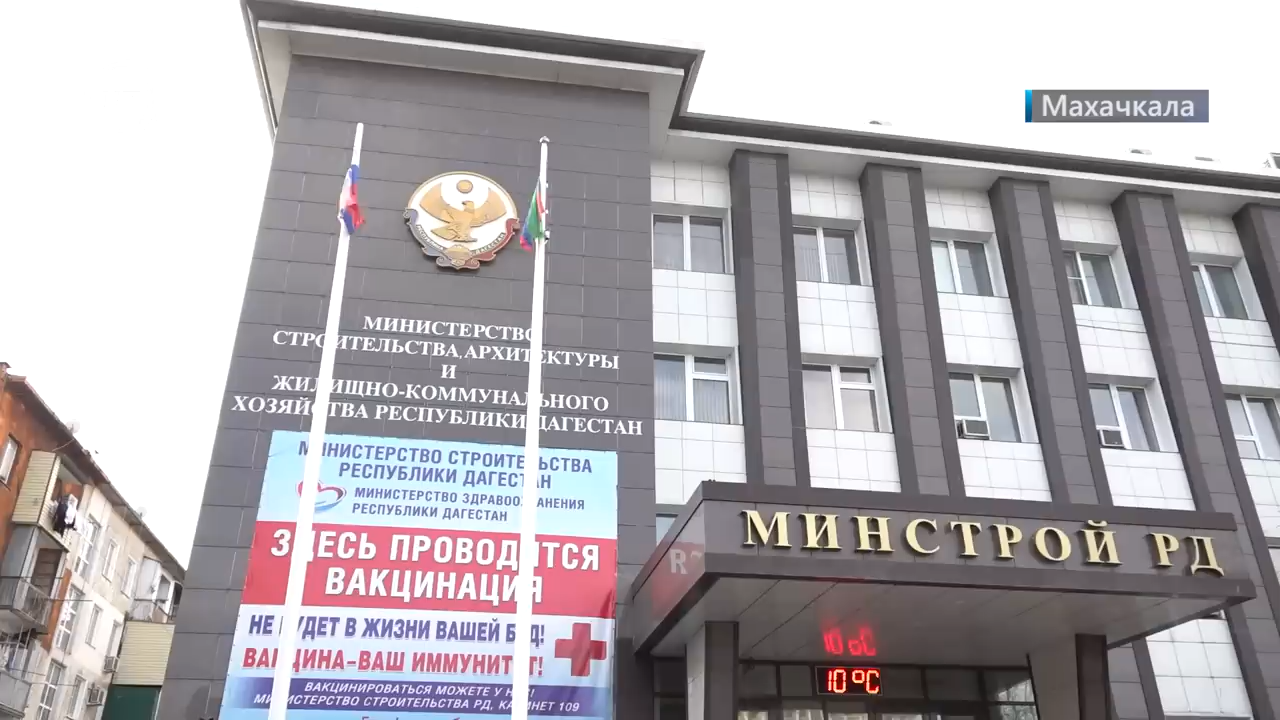 Махачкала
МИНИСТЕРСТВО
СТРОИТЕЛЬСТВА, АРХИТЕКТУРЫ
И
ЖИЛИЩНО-КОММУНАЛЬНОГО
ХОЗЯЙСТВА РЕСПУБЛИКИ ДАГЕСТАН
МИНИСТЕРСТВО СТРОИТЕЛЬСТВА
РЕСПУБЛИКИ ДАГЕСТАН
МИНИСТЕРСТВО ЗДРАВООХРАНЕНИЯ
РЕСПУБЛИКИ ДАГЕСТАН
ЗДЕСЬ ПРОВОДИТСЯ
ВАКЦИНАЦИЯ
НЕ БУДЕТ В ЖИЗНИ ВАШЕЙ БЕД!
ВАКЦИНА-ВАШ ИММУНИТЕТ!
ВАКЦИНИРОВАТЬСЯ МОЖЕТЕ У НАС!
МИНИСТЕРСТВО СТРОИТЕЛЬСТВА РД, КАБИНЕТ 109
МИНСТРОЙ РД
10°C